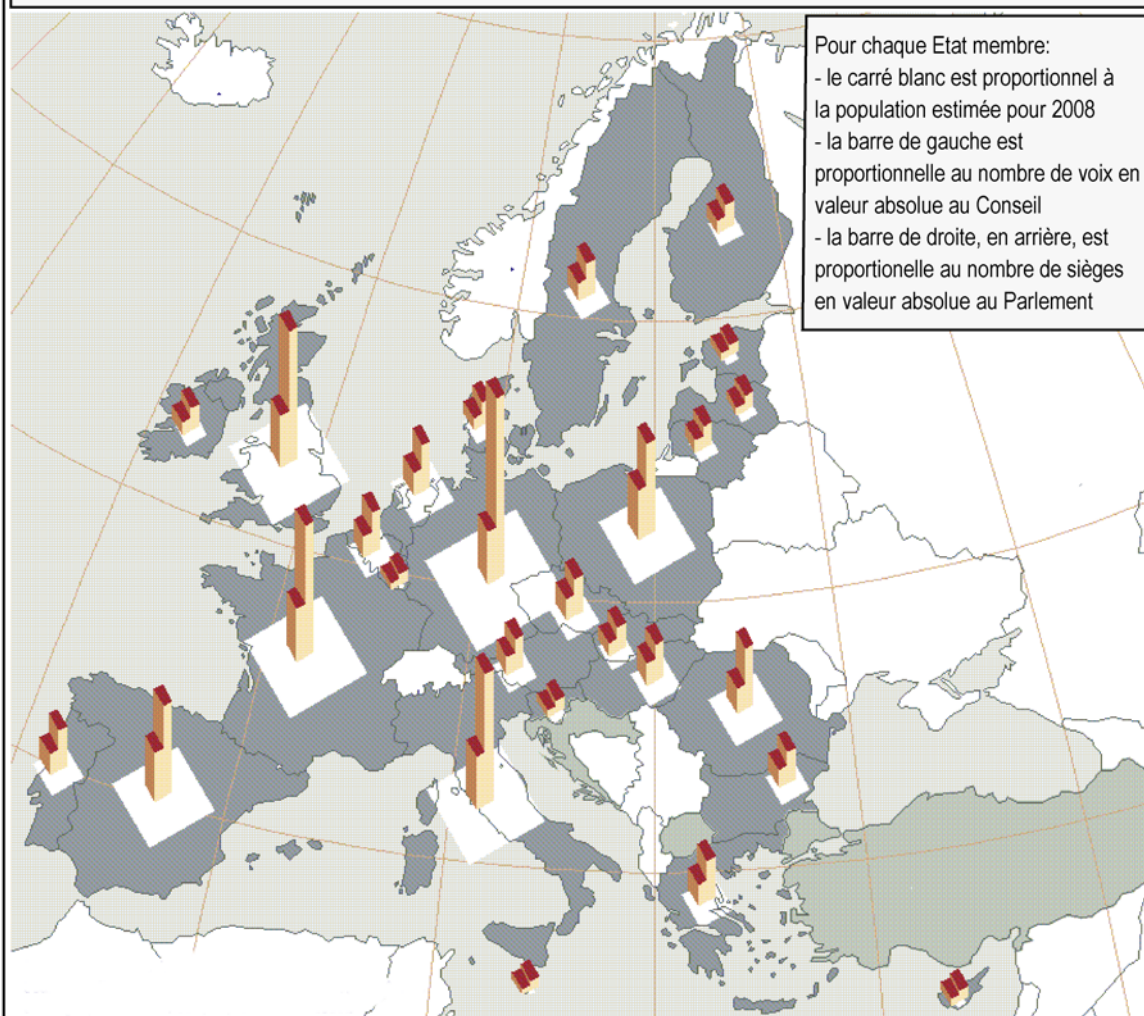 Pour chaque Etat membre:
- le carré blanc est proportionnel à
la population estimée pour 2008
- la barre de gauche est
proportionnelle au nombre de voix en
valeur absolue au Conseil
- la barre de droite, en arrière, est
proportionelle au nombre de sièges
en valeur absolue au Parlement